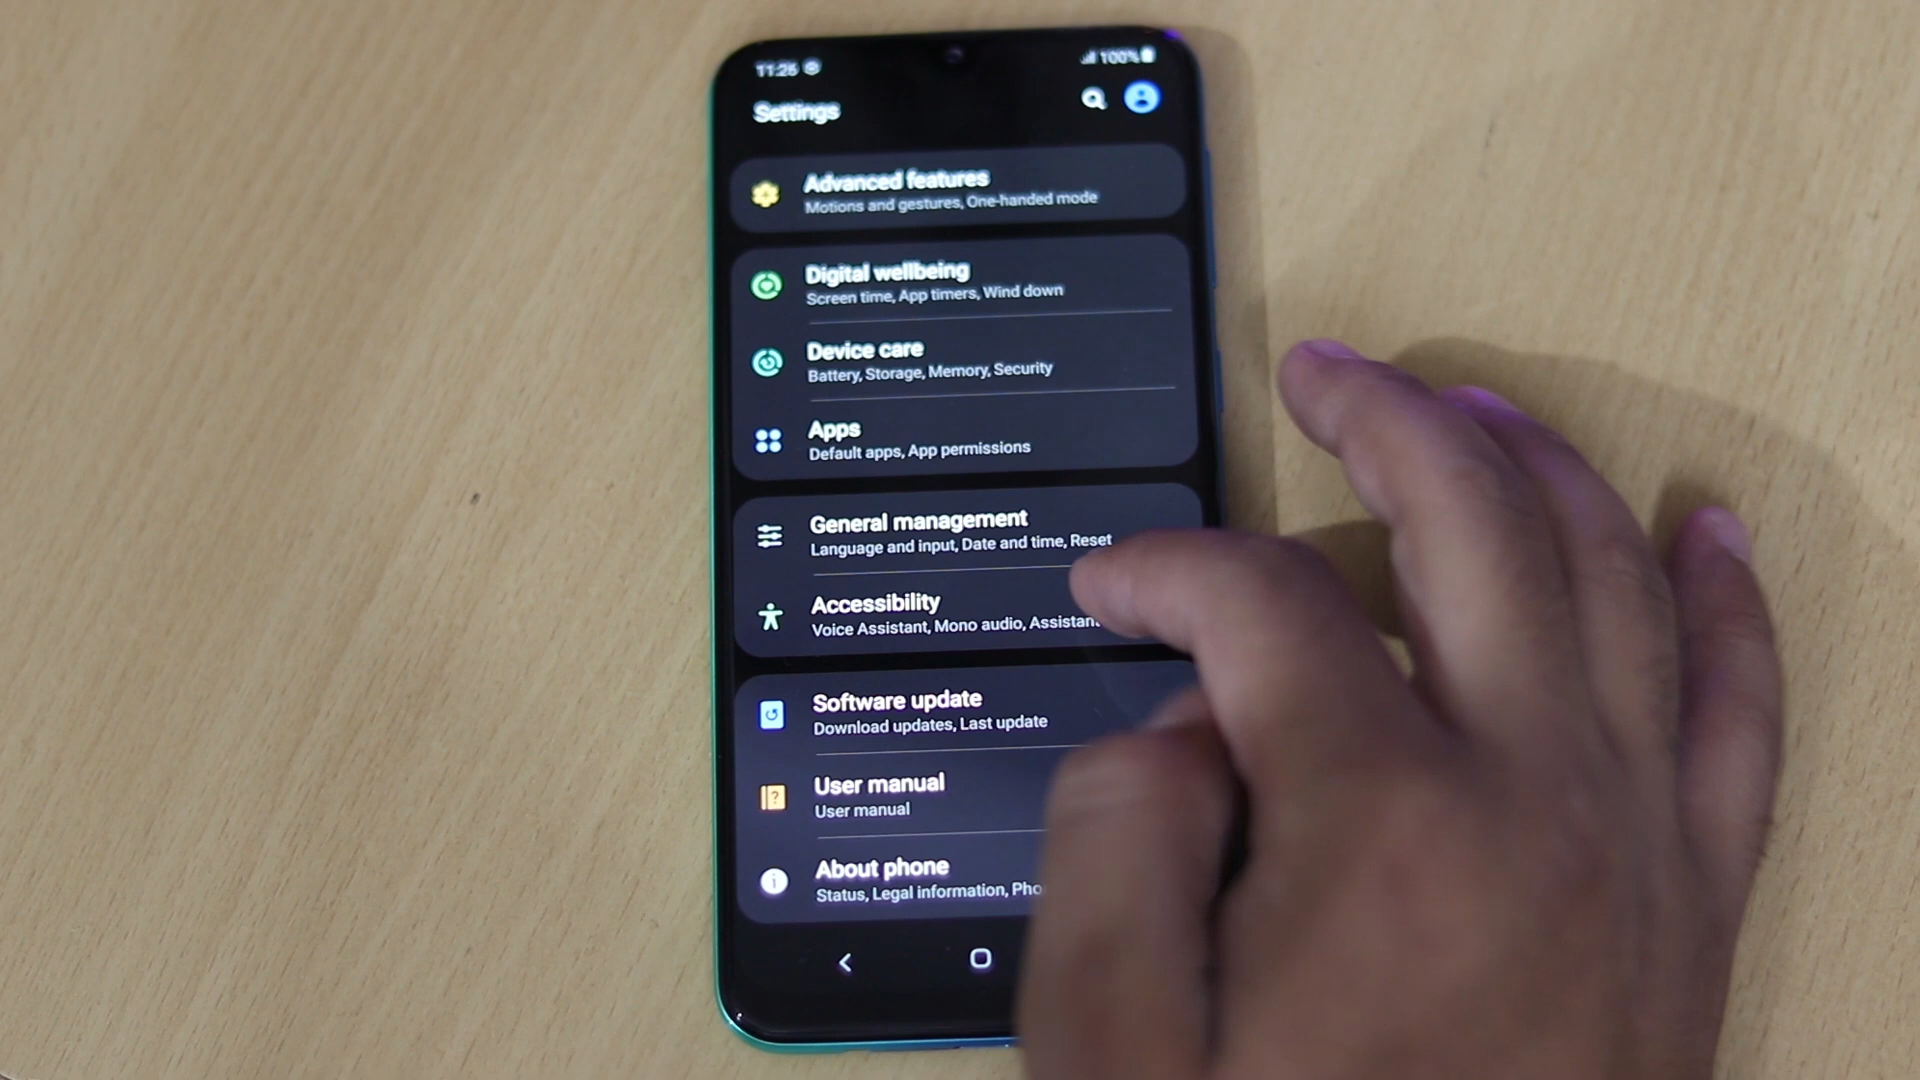 11:26
100%
Settings
Advanced features
Motions and gestures, One-handed mode
Digital wellbeing
Screen time, App timers, Wind down
Device care
Battery, Storage, Memory, Security
Apps
Default apps, App permissions
General management
Language and input, Date and time, Reset
Accessibility
Voice Assistant, Mono audio, Assistant
Software update
Download updates, Last update
User manual
User manual
About phone
Status, Legal information, Pho